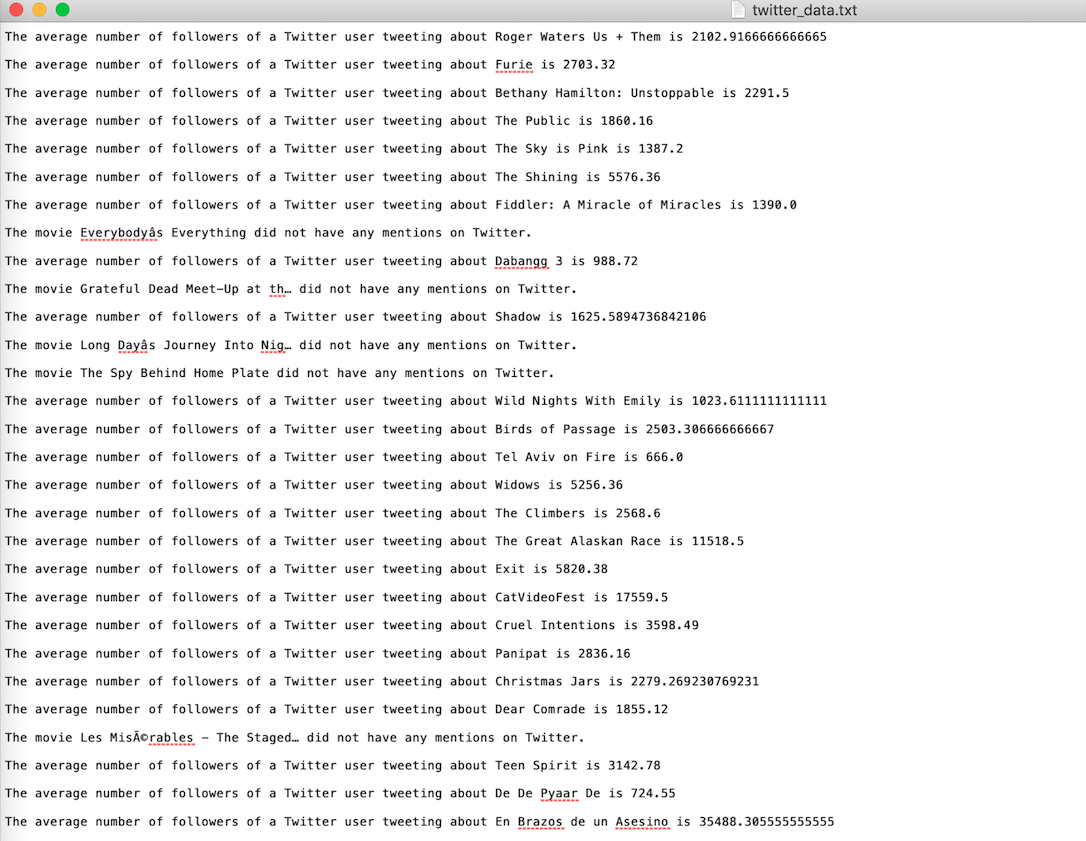 twitter_data.txt
The average number of followers of a Twitter user tweeting about Roger Waters Us + Them is 2102.9166666666665
The average number of followers of a Twitter user tweeting about Furie is 2703.32
The average number of followers of a Twitter user tweeting about Bethany Hamilton: Unstoppable is 2291.5
The average number of followers of a Twitter user tweeting about The Public is 1860.16
The average number of followers of a Twitter user tweeting about The Sky is Pink is 1387.2
The average number of followers of a Twitter user tweeting about The Shining is 5576.36
The average number of followers of a Twitter user tweeting about Fiddler: A Miracle of Miracles is 1390.0
The movie Everybodyâs Everything did not have any mentions on Twitter.
The average number of followers of a Twitter user tweeting about Dabangg 3 is 988.72
The movie Grateful Dead Meet-Up at th… did not have any mentions on Twitter.
The average number of followers of a Twitter user tweeting about Shadow is 1625.5894736842106
The movie Long Dayâs Journey Into Nig… did not have any mentions on Twitter.
The movie The Spy Behind Home Plate did not have any mentions on Twitter.
The average number of followers of a Twitter user tweeting about Wild Nights With Emily is 1023.6111111111111
The average number of followers of a Twitter user tweeting about Birds of Passage is 2503.306666666667
The average number of followers of a Twitter user tweeting about Tel Aviv on Fire is 666.0
The average number of followers of a Twitter user tweeting about Widows is 5256.36
The average number of followers of a Twitter user tweeting about The Climbers is 2568.6
The average number of followers of a Twitter user tweeting about The Great Alaskan Race is 11518.5
The average number of followers of a Twitter user tweeting about Exit is 5820.38
The average number of followers of a Twitter user tweeting about CatVideoFest is 17559.5
The average number of followers of a Twitter user tweeting about Cruel Intentions is 3598.49
The average number of followers of a Twitter user tweeting about Panipat is 2836.16
The average number of followers of a Twitter user tweeting about Christmas Jars is 2279.269230769231
The average number of followers of a Twitter user tweeting about Dear Comrade is 1855.12
The movie Les MisÃ©rables – The Staged… did not have any mentions on Twitter.
The average number of followers of a Twitter user tweeting about Teen Spirit is 3142.78
The average number of followers of a Twitter user tweeting about De De Pyaar De is 724.55
The average number of followers of a Twitter user tweeting about En Brazos de un Asesino is 35488.305555555555